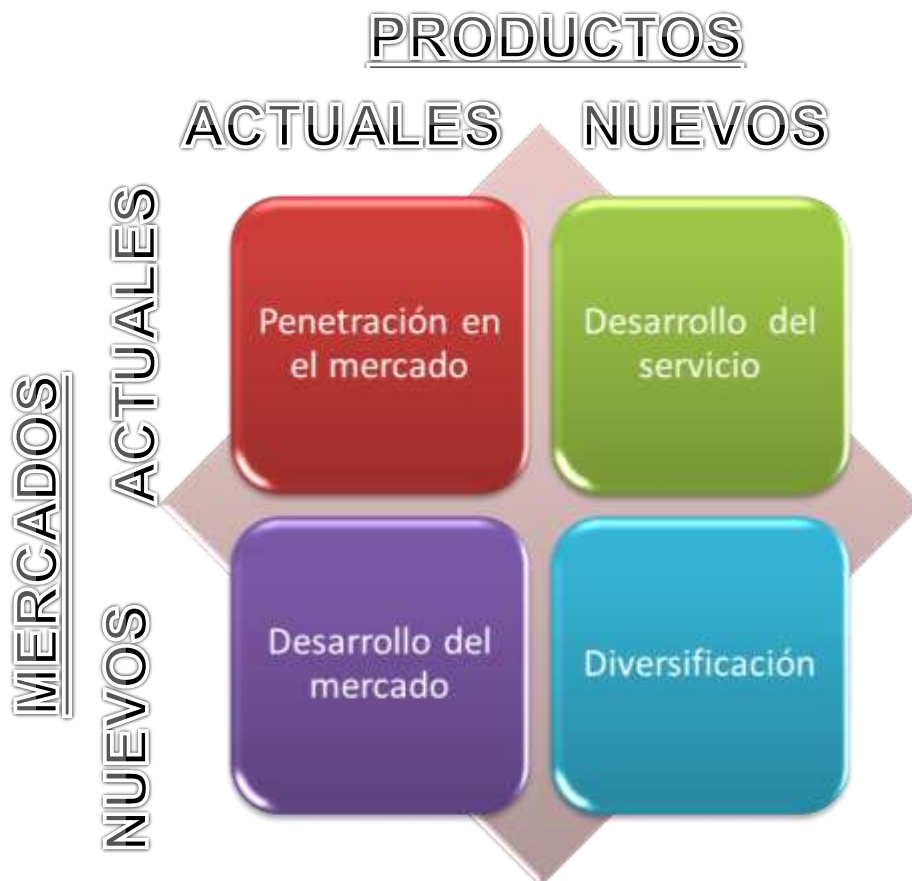 PRODUCTOS
ACTUALES NUEVOS
MERCADOS
ACTUALES
NUEVOS
Penetración en
el mercado
Desarrollo del
servicio
Desarrollo del
mercado
Diversificación